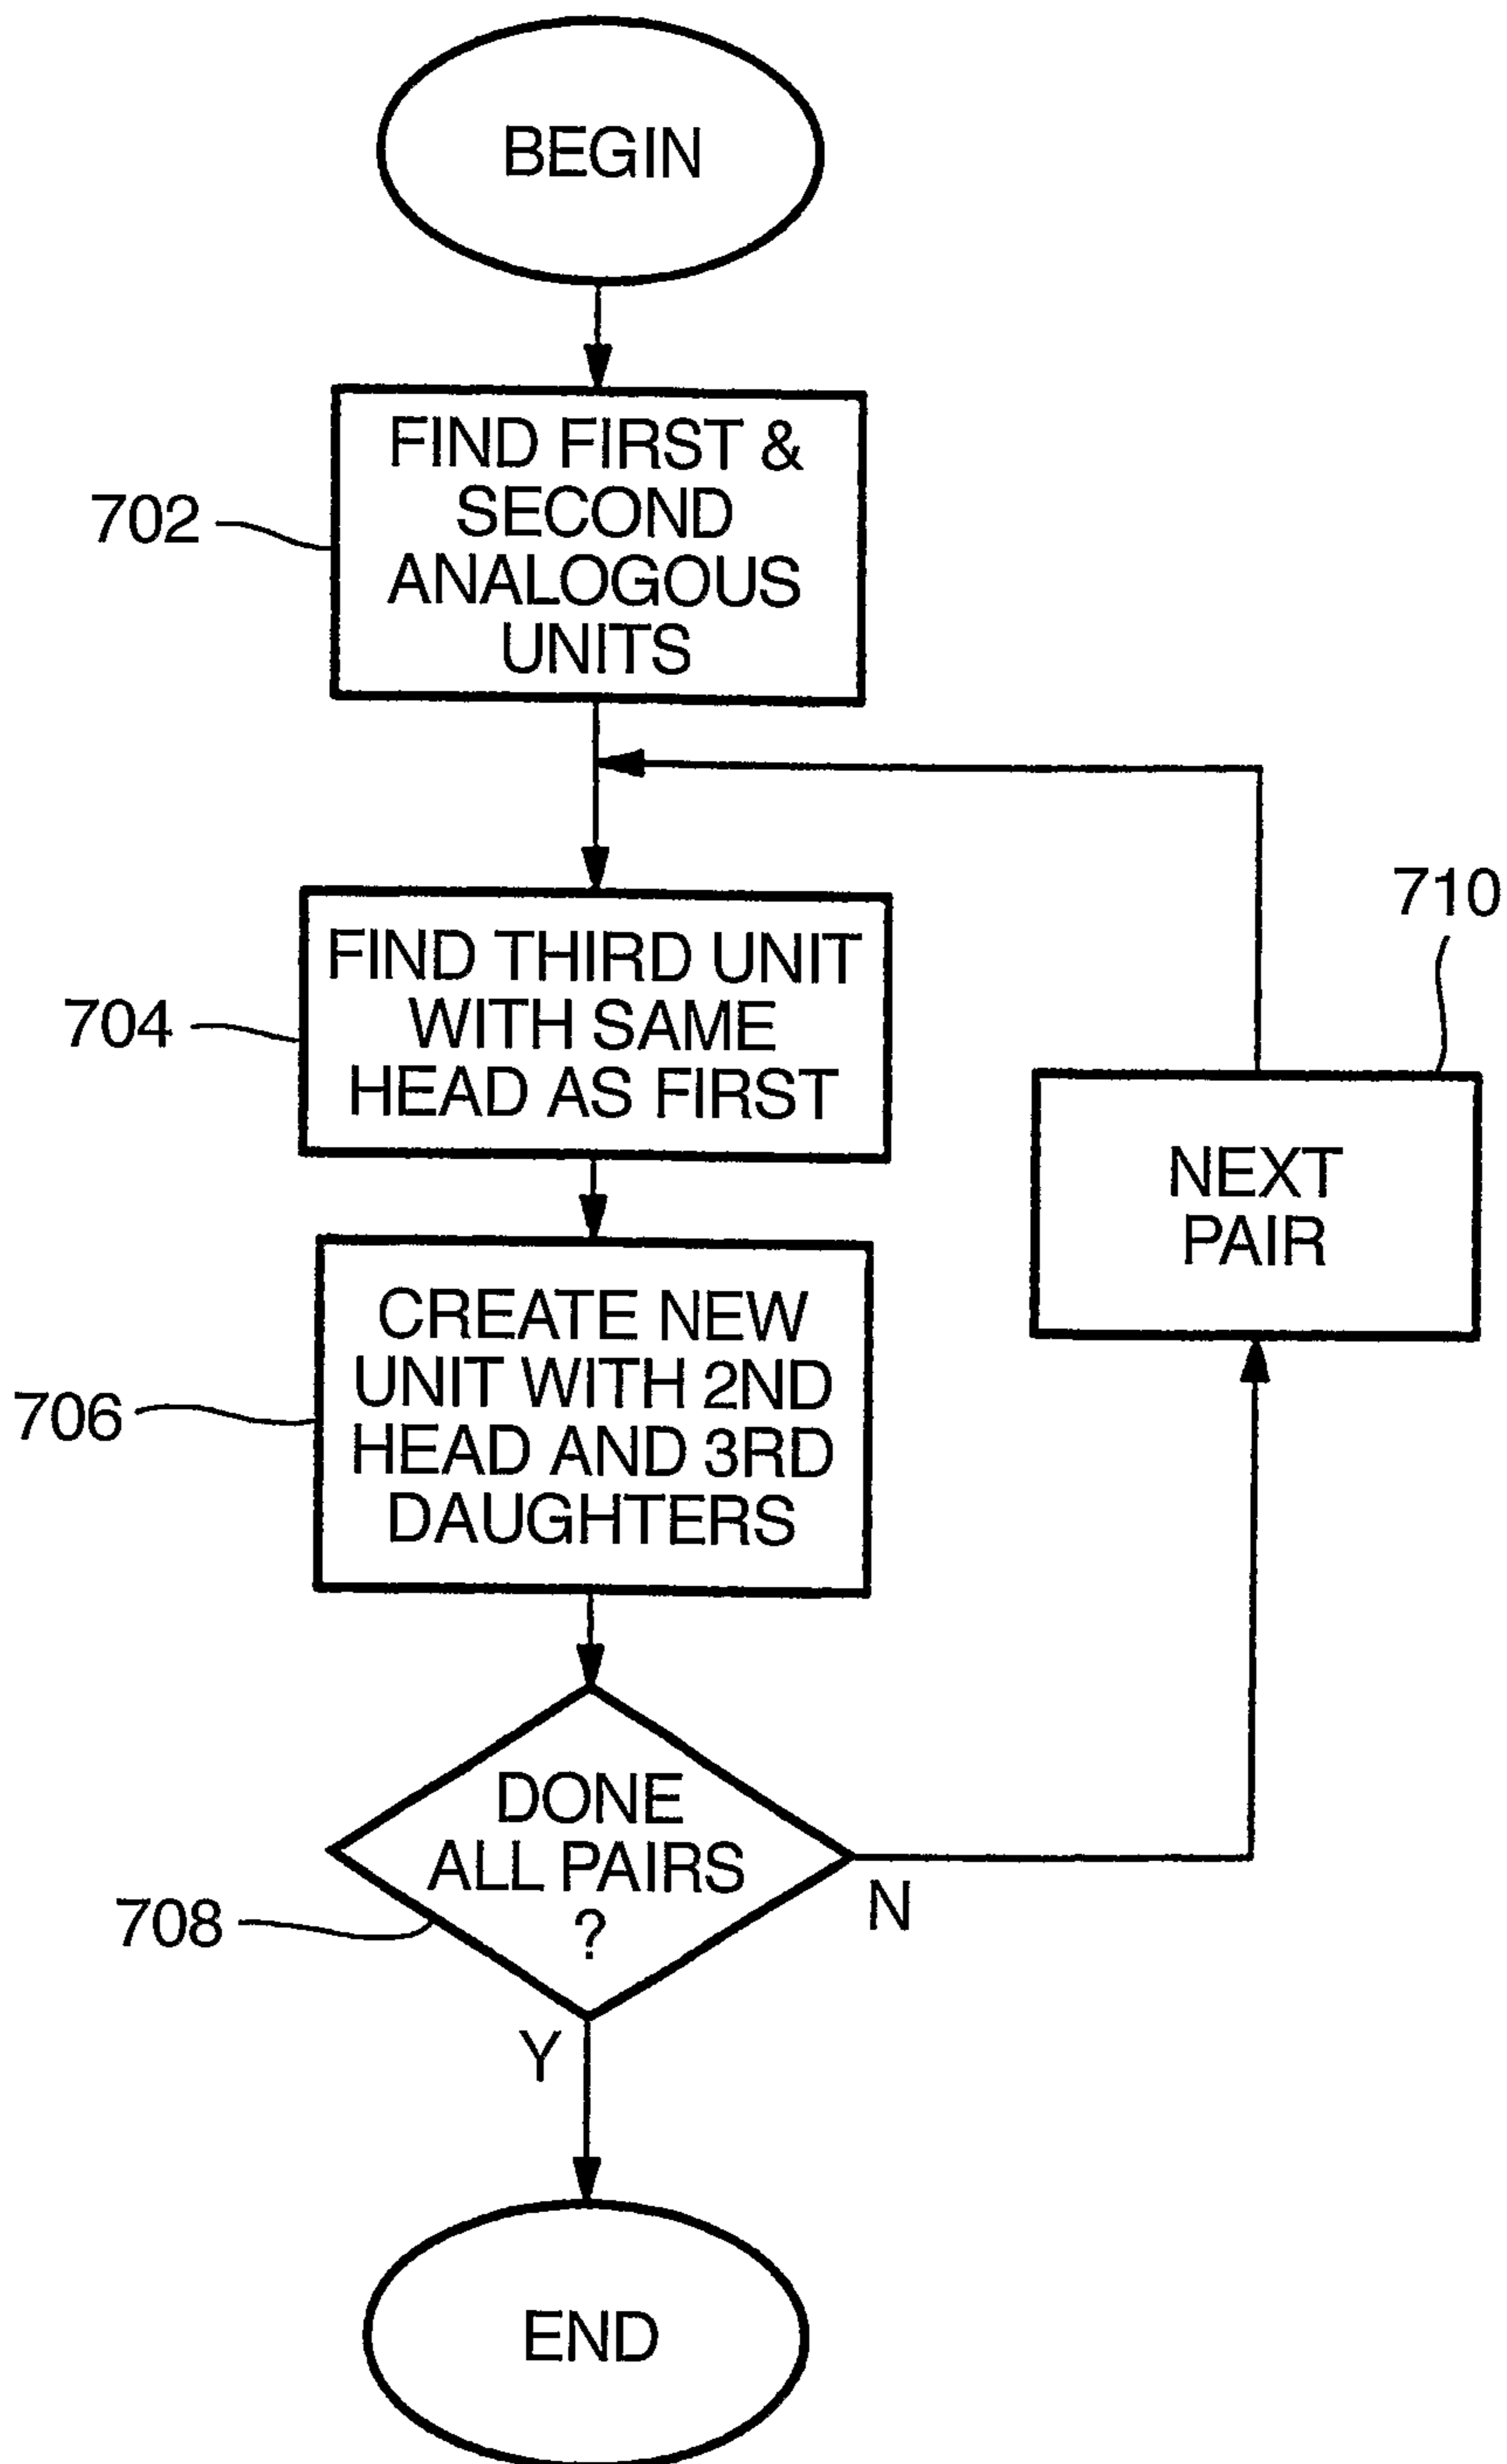 BEGIN
FIND FIRST &
SECOND
ANALOGOUS
UNITS
702
FIND THIRD UNIT
WITH SAME
HEAD AS FIRST
704
710
NEXT
PAIR
CREATE NEW
UNIT WITH 2ND
HEAD AND 3RD
DAUGHTERS
706
DONE
ALL PAIRS
?
708
N
Y
END